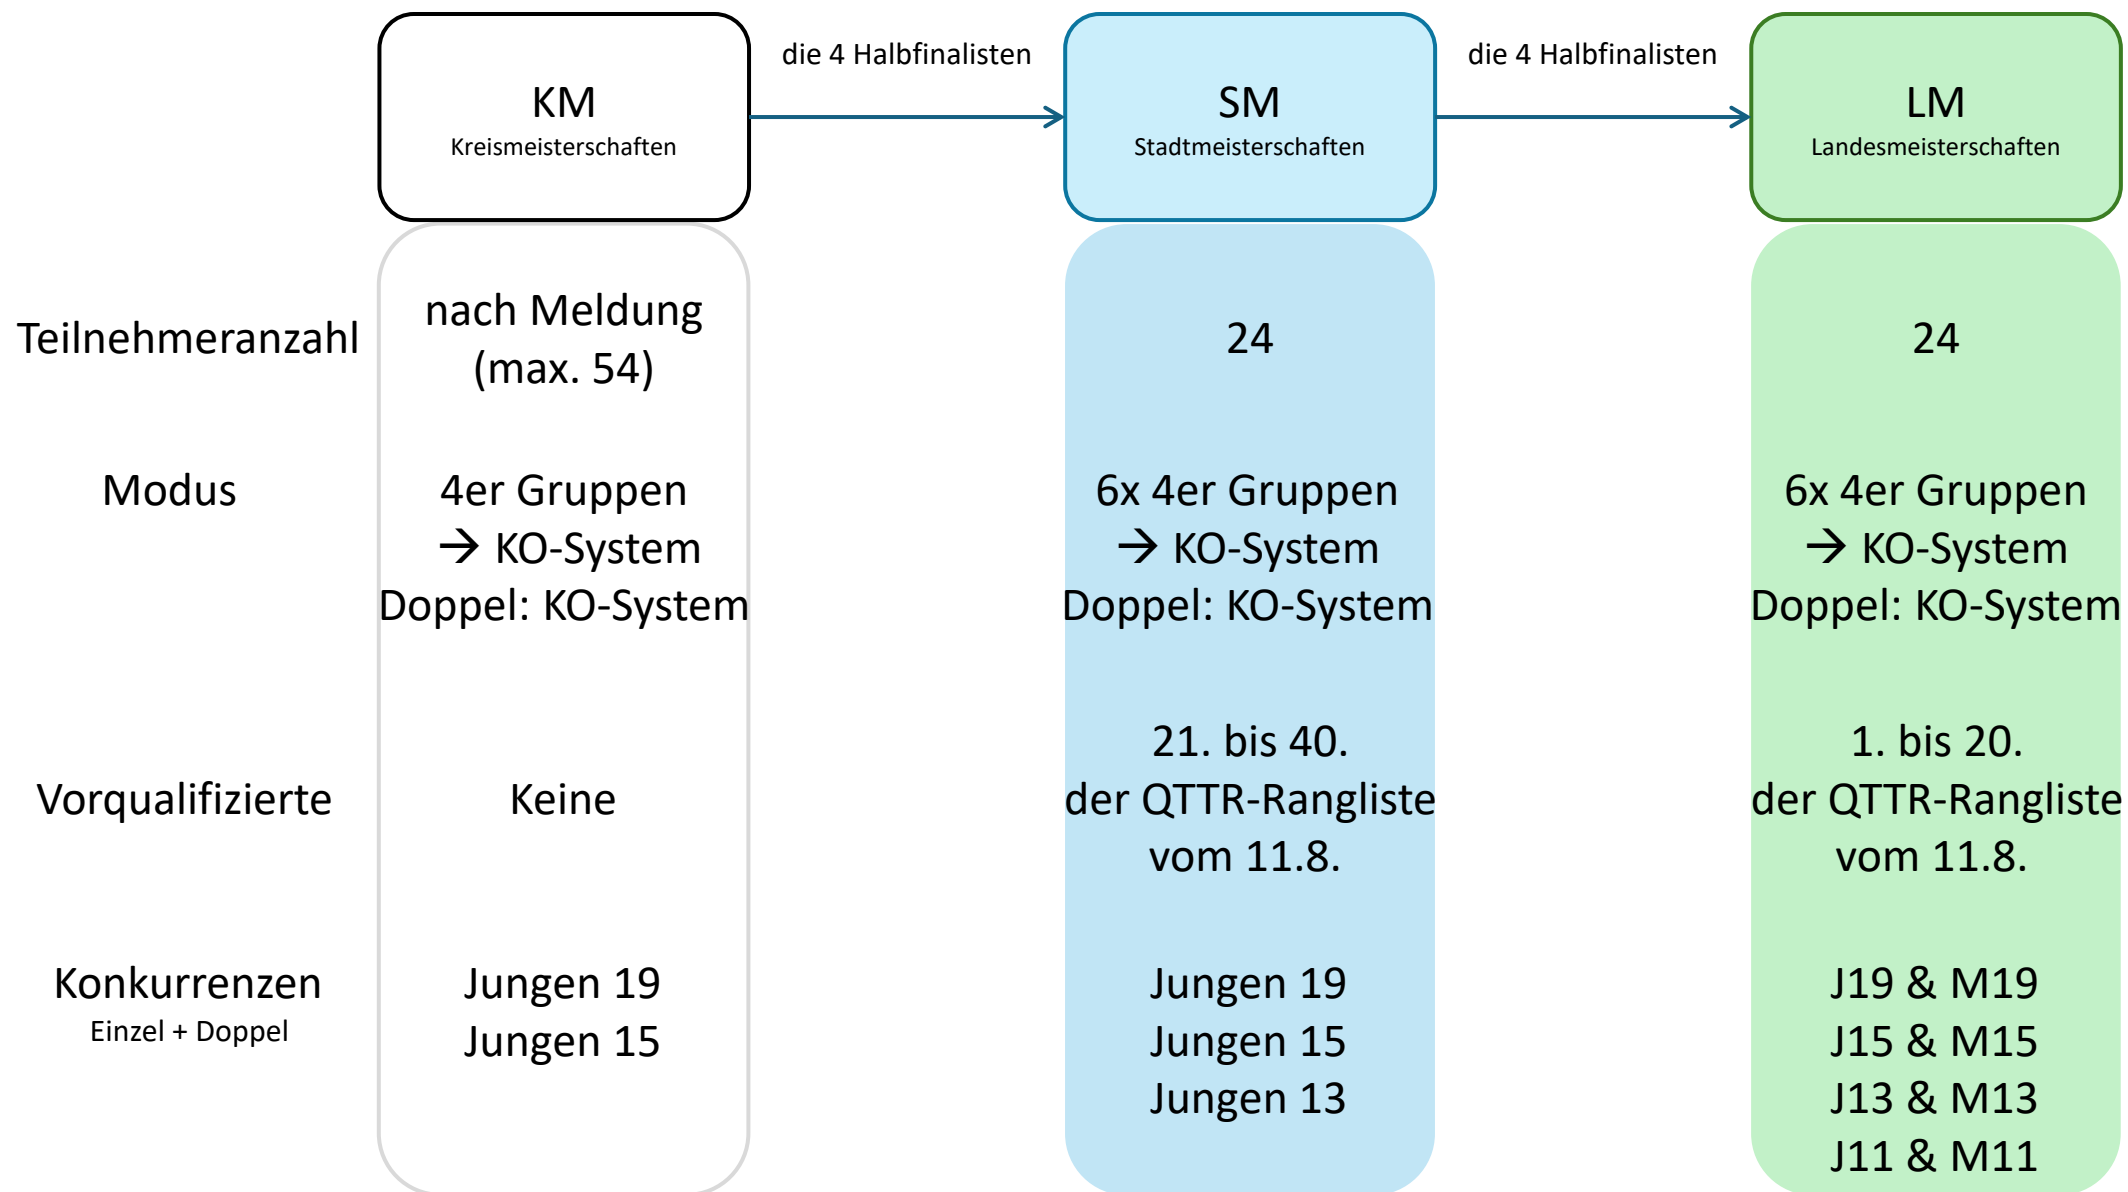 die 4 Halbfinalisten
die 4 Halbfinalisten
KM
Kreismeisterschaften
SM
Stadtmeisterschaften
LM
Landesmeisterschaften
Teilnehmeranzahl
nach Meldung
(max. 54)
24
24
Modus
4er Gruppen
→ KO-System
Doppel: KO-System
6x 4er Gruppen
→ KO-System
Doppel: KO-System
6x 4er Gruppen
→ KO-System
Doppel: KO-System
Vorqualifizierte
Keine
21. bis 40.
der QTTR-Rangliste
vom 11.8.
1. bis 20.
der QTTR-Rangliste
vom 11.8.
Konkurrenzen
Einzel + Doppel
Jungen 19
Jungen 15
Jungen 19
Jungen 15
Jungen 13
J19 & M19
J15 & M15
J13 & M13
J11 & M11